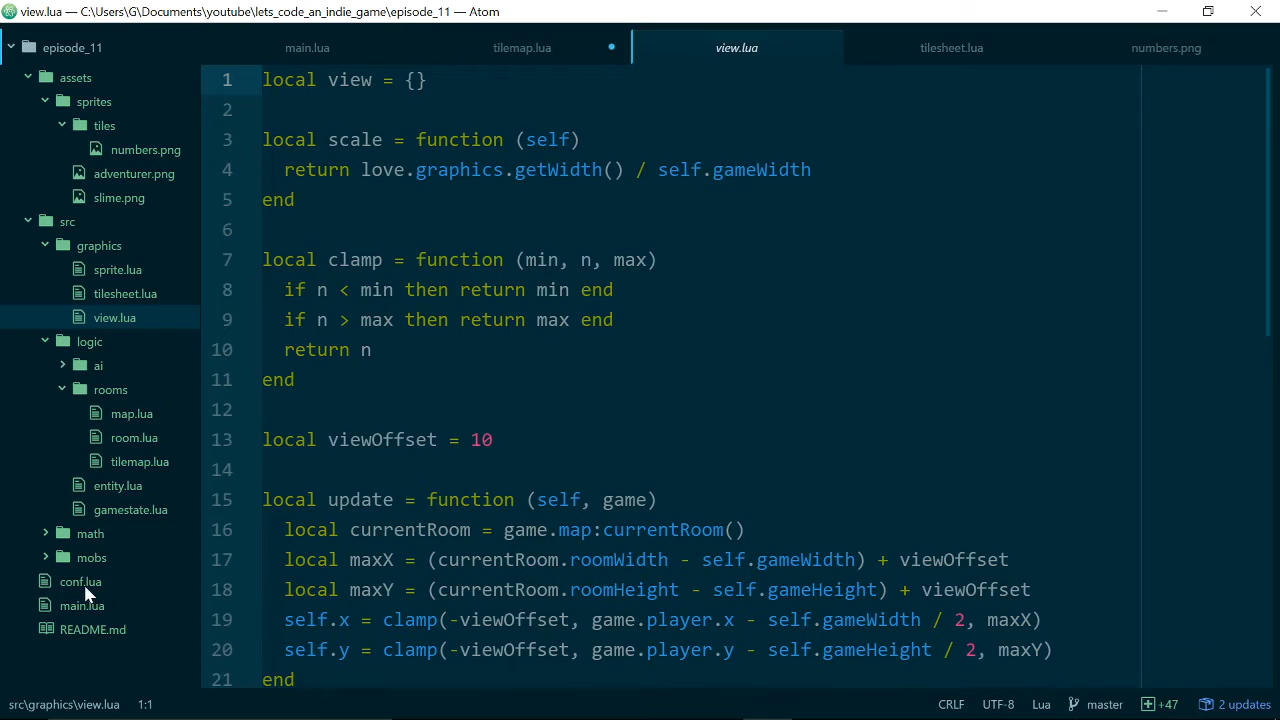 view.lua — C:\Users\G\Documents\youtube\lets_code_an_indie_game\episode_11 — Atom
episode_11
assets
sprites
tiles
numbers.png
adventurer.png
slime.png
src
graphics
sprite.lua
tilesheet.lua
view.lua
logic
ai
rooms
map.lua
room.lua
tilemap.lua
entity.lua
gamestate.lua
math
mobs
conf.lua
main.lua
README.md
main.lua
tilemap.lua
view.lua
tilesheet.lua
numbers.png
1 local view = {}
2
3 local scale = function (self)
4 return love.graphics.getWidth() / self.gameWidth
5 end
6
7 local clamp = function (min, n, max)
8 if n < min then return min end
9 if n > max then return max end
10 return n
11 end
12
13 local viewOffset = 10
14
15 local update = function (self, game)
16 local currentRoom = game.map:currentRoom()
17 local maxX = (currentRoom.roomWidth - self.gameWidth) + viewOffset
18 local maxY = (currentRoom.roomHeight - self.gameHeight) + viewOffset
19 self.x = clamp(-viewOffset, game.player.x - self.gameWidth / 2, maxX)
20 self.y = clamp(-viewOffset, game.player.y - self.gameHeight / 2, maxY)
21 end
src\graphics\view.lua 1:1
CRLF UTF-8 Lua master +47 2 updates